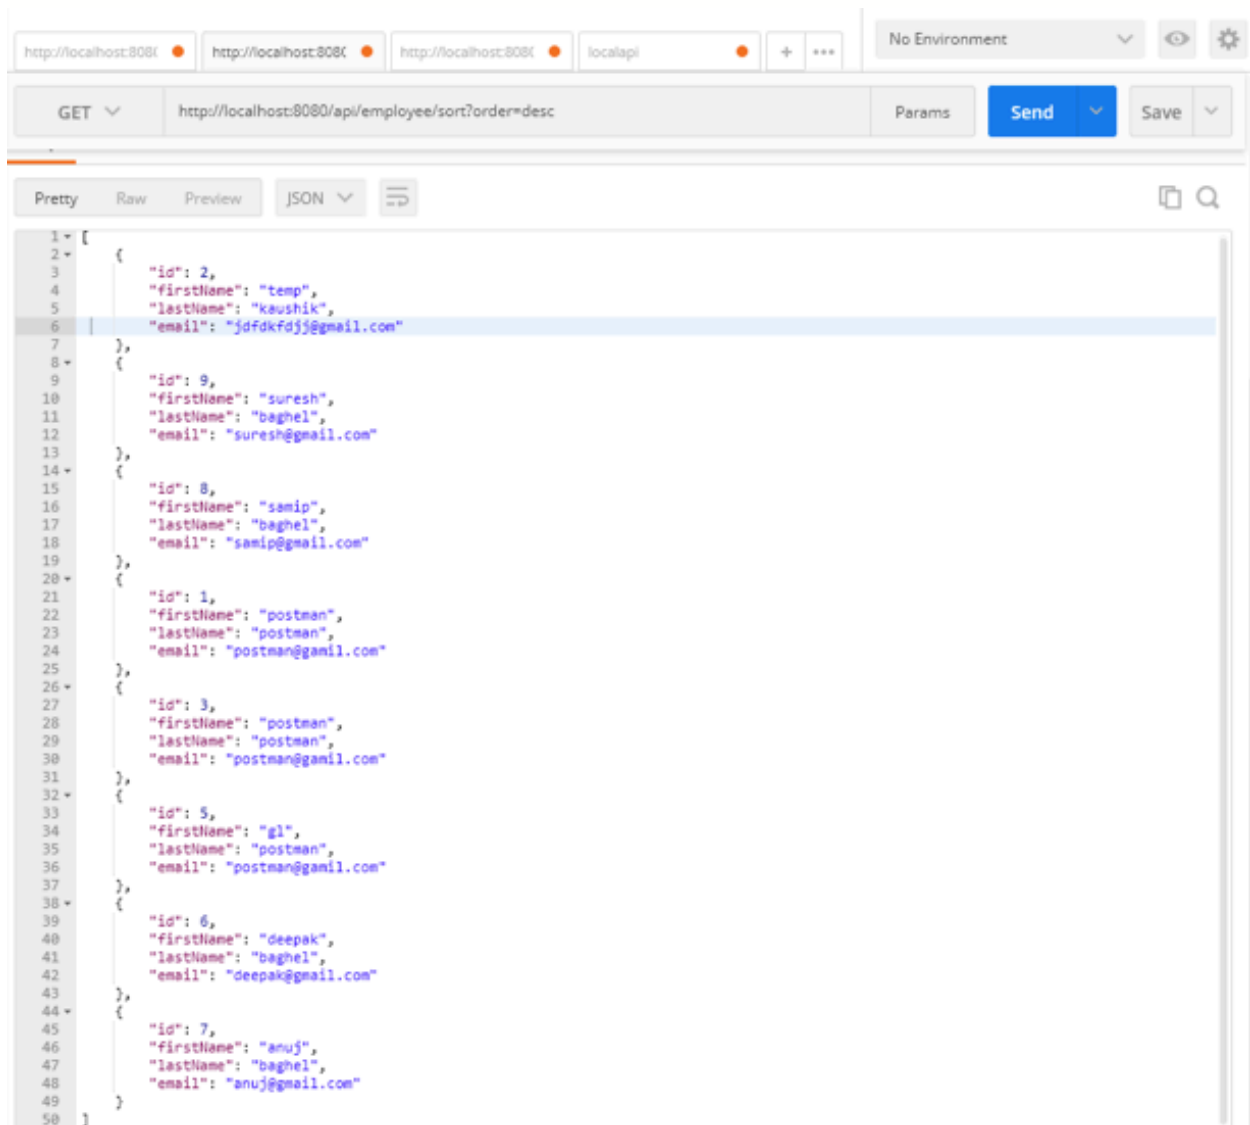 http://localhost:808( http://localhost:808( http://localhost:808( localapi + ••• No Environment
GET http://localhost:8080/api/employee/sort?order=desc Params Send Save
Pretty Raw Preview JSON
1 [
2 {
3 "id": 2,
4 "firstName": "temp",
5 "lastName": "kaushik",
6 "email": "jdfdkfdjj@gmail.com"
7 },
8 {
9 "id": 9,
10 "firstName": "suresh",
11 "lastName": "baghel",
12 "email": "suresh@gmail.com"
13 },
14 {
15 "id": 8,
16 "firstName": "samip",
17 "lastName": "baghel",
18 "email": "samip@gmail.com"
19 },
20 {
21 "id": 1,
22 "firstName": "postman",
23 "lastName": "postman",
24 "email": "postman@gamil.com"
25 },
26 {
27 "id": 3,
28 "firstName": "postman",
29 "lastName": "postman",
30 "email": "postman@gamil.com"
31 },
32 {
33 "id": 5,
34 "firstName": "gl",
35 "lastName": "postman",
36 "email": "postman@gamil.com"
37 },
38 {
39 "id": 6,
40 "firstName": "deepak",
41 "lastName": "baghel",
42 "email": "deepak@gmail.com"
43 },
44 {
45 "id": 7,
46 "firstName": "anuj",
47 "lastName": "baghel",
48 "email": "anuj@gmail.com"
49 }
50 ]